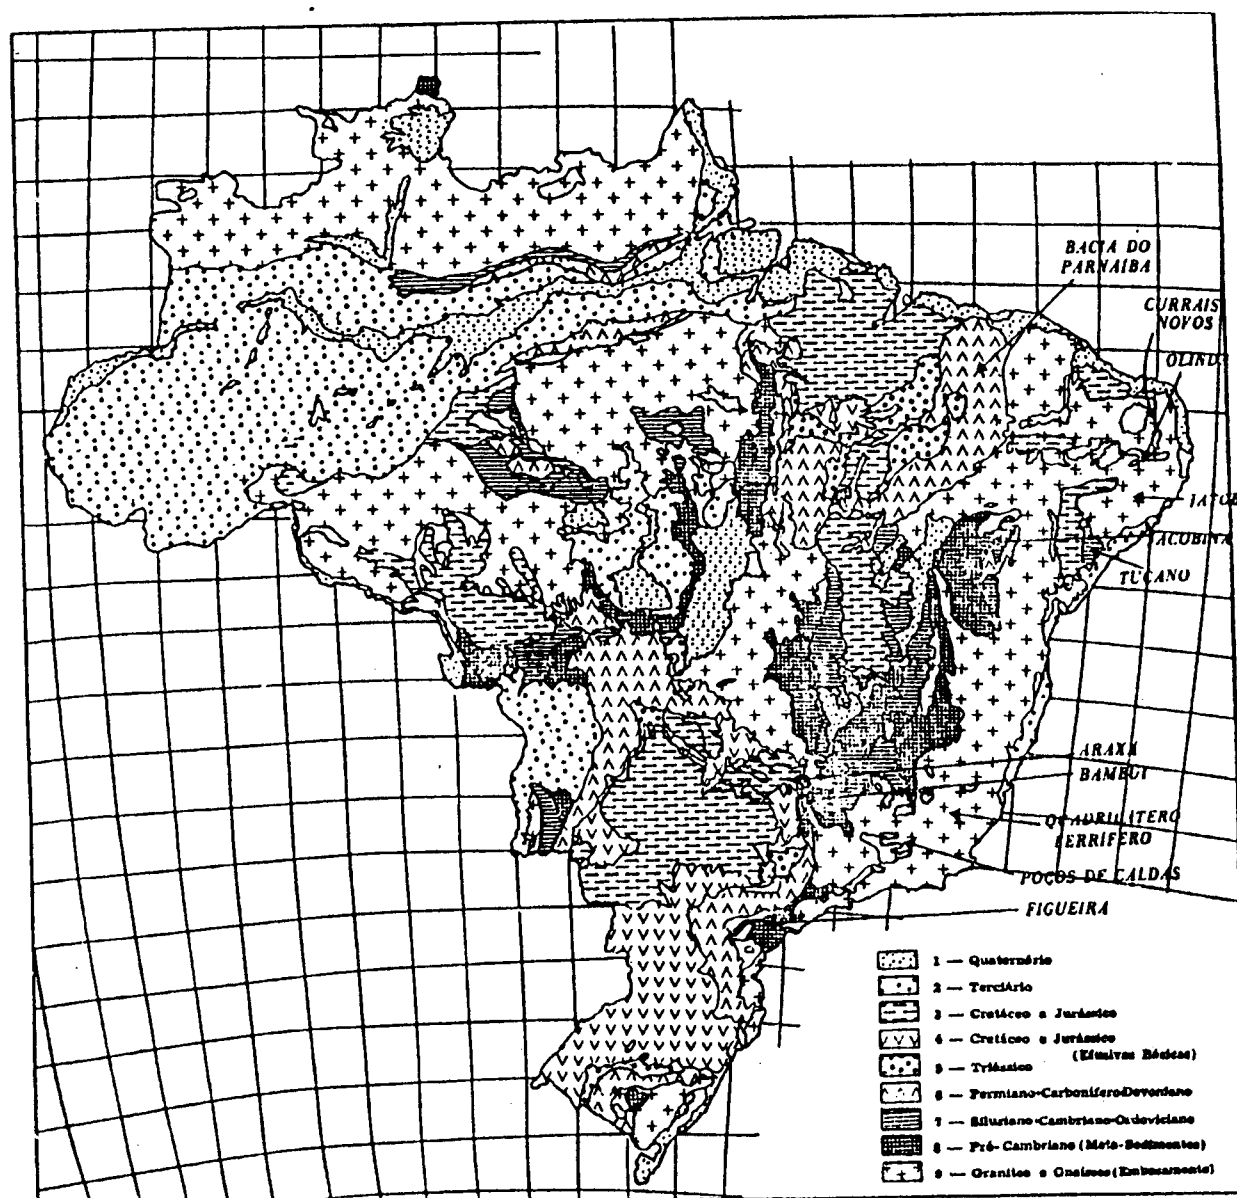 BACIA DO
PARNAÍBA
CURRAIS
NOVOS
OLIND
JATOB
JACOBINA
TUCANO
ARAXÁ
BAMBUÍ
QUADRILÁTERO
FERRÍFERO
POÇOS DE CALDAS
FIGUEIRA
1 — Quaternário
2 — Terciário
3 — Cretáceo a Jurássico
4 — Cretáceo a Jurássico
(Efusivas Básicas)
5 — Triássico
6 — Permiano-Carbonífero-Devoniano
7 — Siluriano-Cambriano-Ordoviciano
8 — Pré-Cambriano (Meta-Sedimentos)
9 — Granitos e Gnaisses (Embasamento)